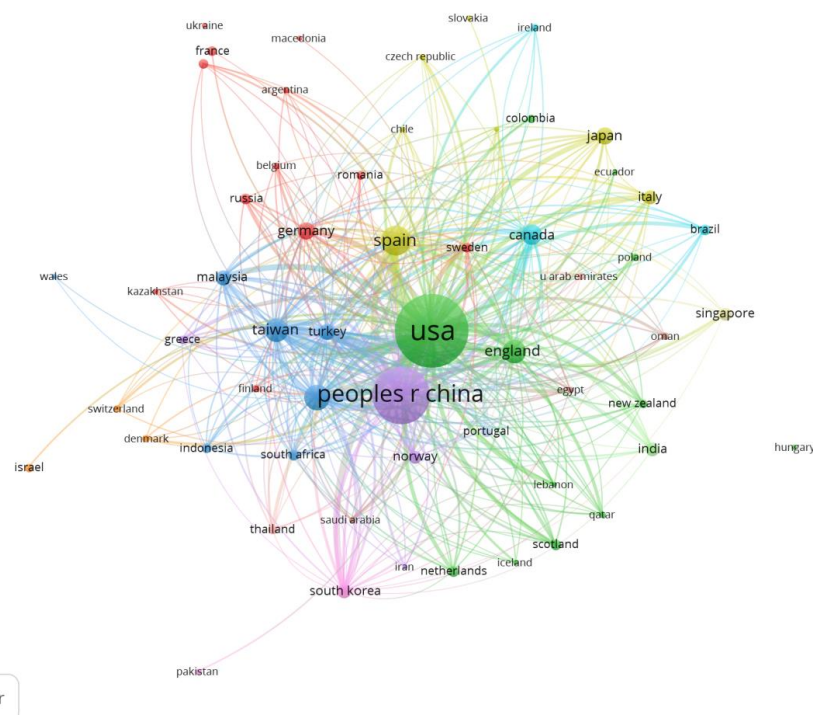 slovakia
ukraine
ireland
macedonia
france
czech republic
argentina
colombia
chile
japan
belgium
ecuador
romania
russia
italy
germany
brazil
canada
spain
sweden
poland
wales
malaysia
u arab emirates
kazakhstan
singapore
taiwan
turkey
usa
oman
greece
england
finland
peoples r china
egypt
new zealand
switzerland
portugal
denmark
indonesia
india
hungary
south africa
norway
israel
lebanon
qatar
saudi arabia
thailand
scotland
iceland
iran
netherlands
south korea
pakistan
r